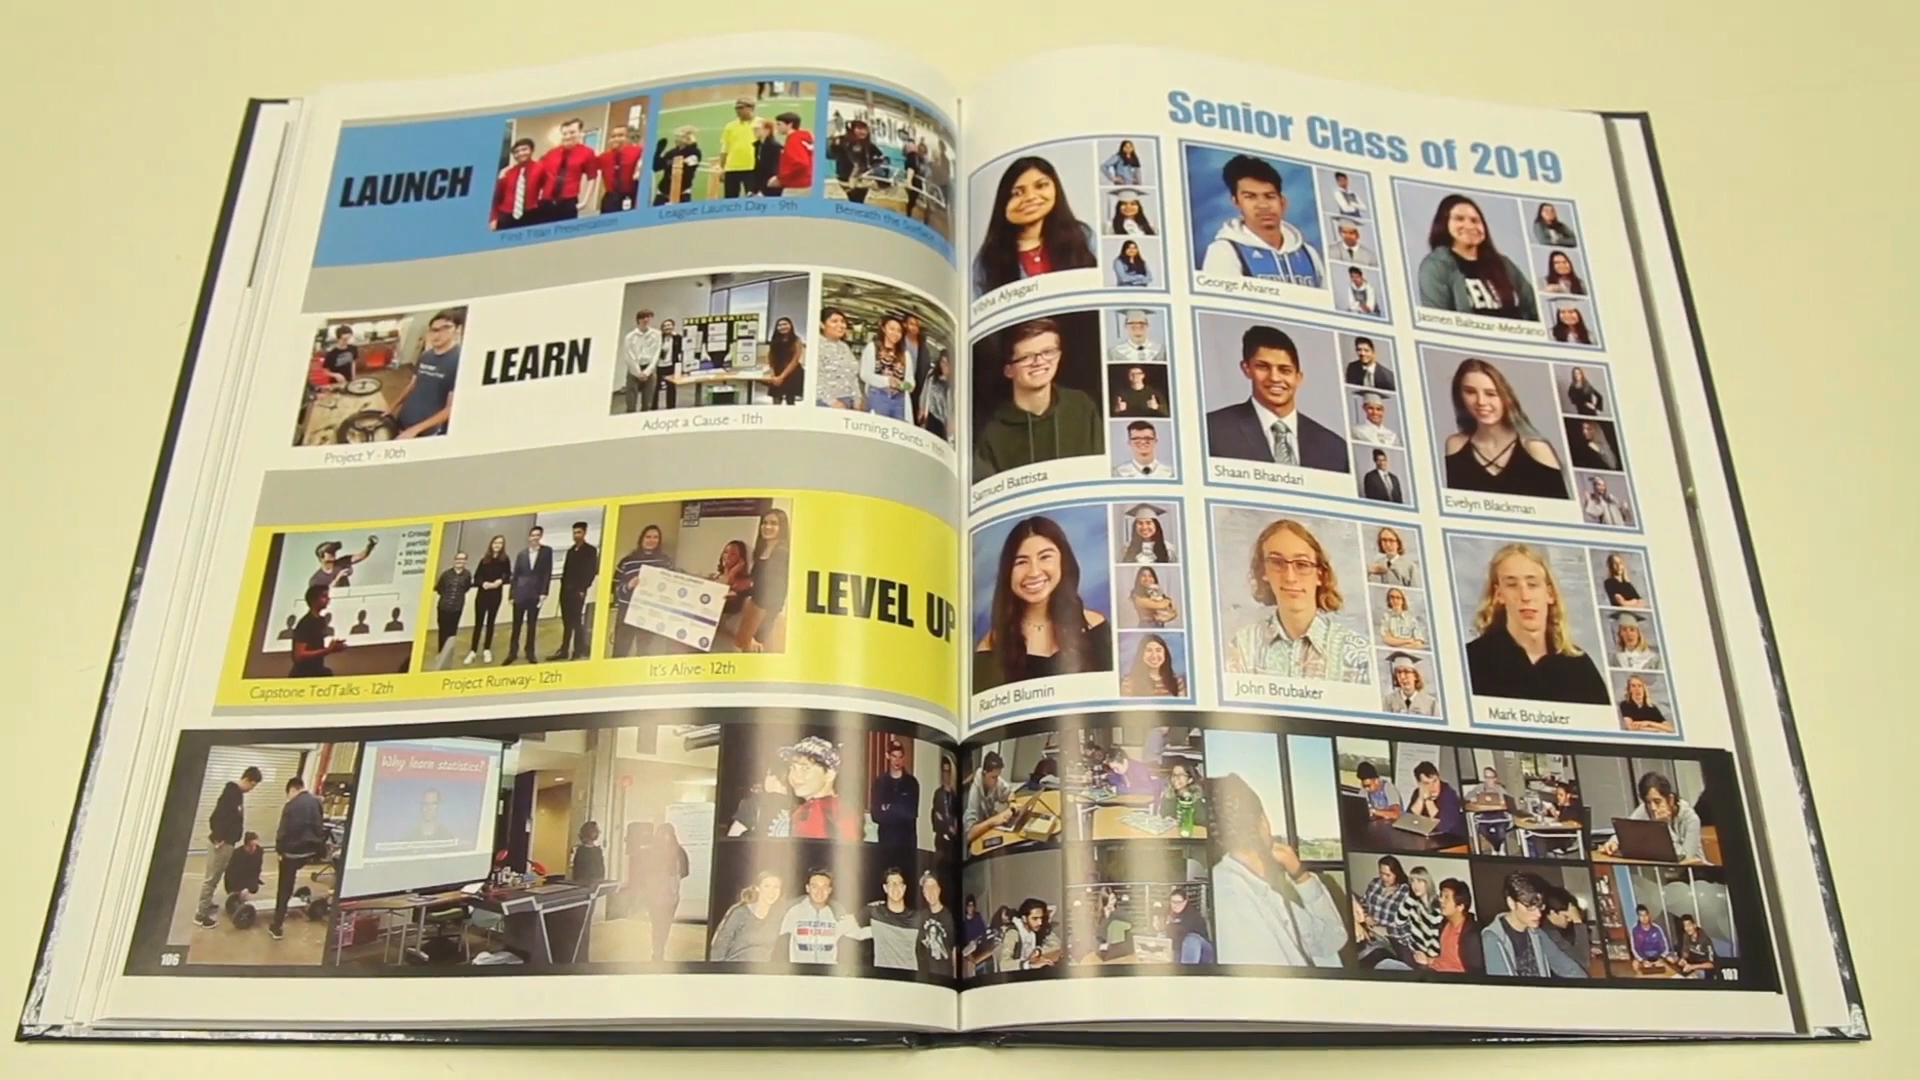 LAUNCH
First Titan Presentation
League Launch Day - 9th
Beneath the Surface
LEARN
PRESERVATION
Project Y - 10th
Adopt a Cause - 11th
Turning Points - 11th
LEVEL UP
Capstone TedTalks - 12th
Project Runway- 12th
It's Alive- 12th
Why learn statistics?
106
Senior Class of 2019
Alyagari
George Alvarez
Jasmen Baltazar-Medrano
Samuel Battista
Shaan Bhandari
Evelyn Blackman
Rachel Blumin
John Brubaker
Mark Brubaker
107